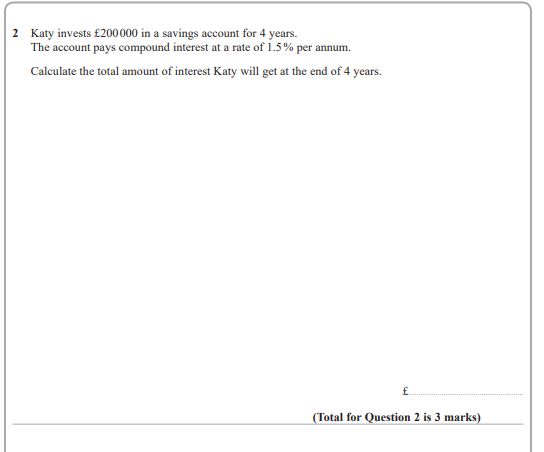 2 Katy invests £200000 in a savings account for 4 years.
The account pays compound interest at a rate of 1.5% per annum.
Calculate the total amount of interest Katy will get at the end of 4 years.
£
(Total for Question 2 is 3 marks)